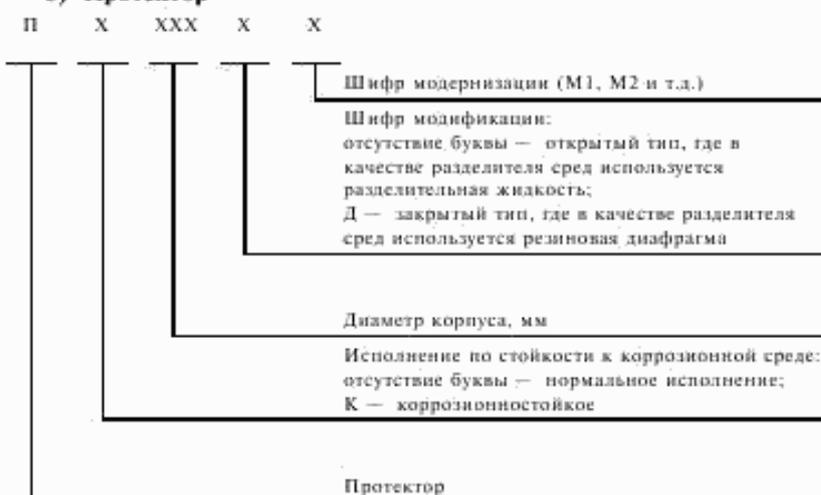 П Х ХХХ Х Х
Шифр модернизации (М1, М2 и т.д.)
Шифр модификации:
отсутствие буквы — открытый тип, где в
качестве разделителя сред используется
разделительная жидкость;
Д — закрытый тип, где в качестве разделителя
сред используется резиновая диафрагма
Диаметр корпуса, мм
Исполнение по стойкости к коррозионной среде:
отсутствие буквы — нормальное исполнение;
К — коррозионностойкое
Протектор